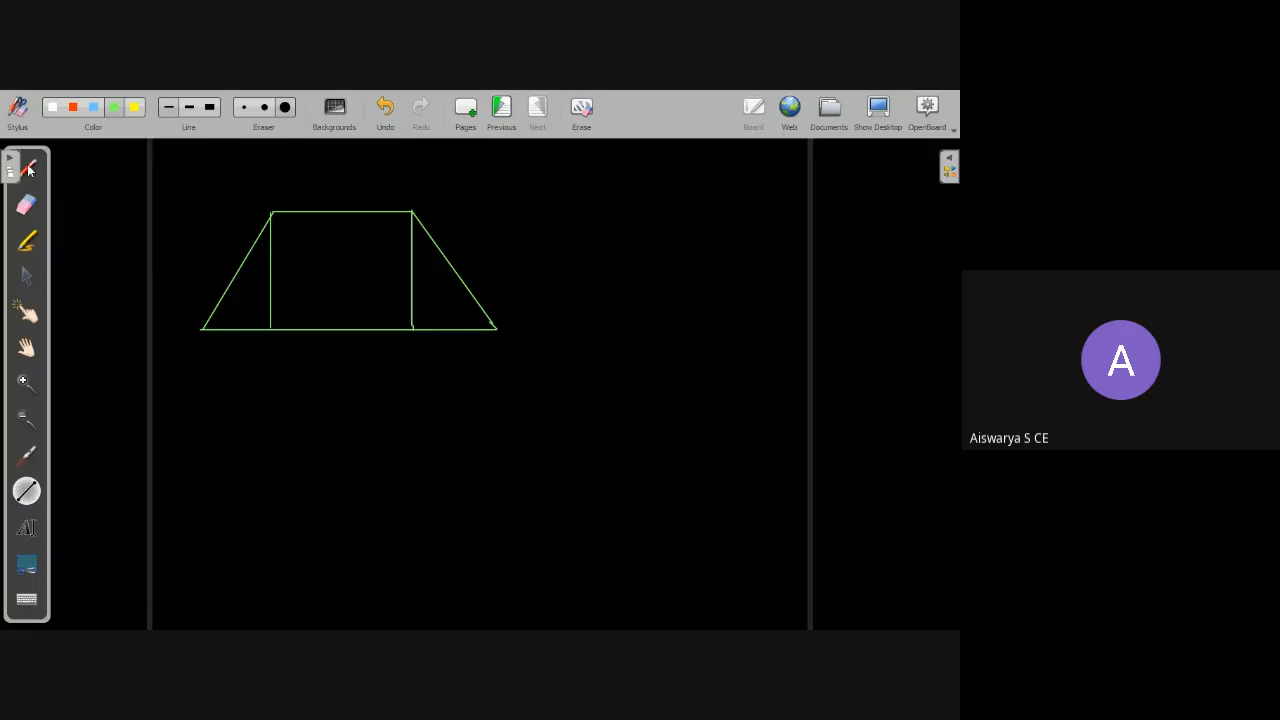 Stylus Color Line Eraser Backgrounds Undo Redo Pages Previous Next Erase Board Web Documents Show Desktop OpenBoard
AI
A
Aiswarya S CE